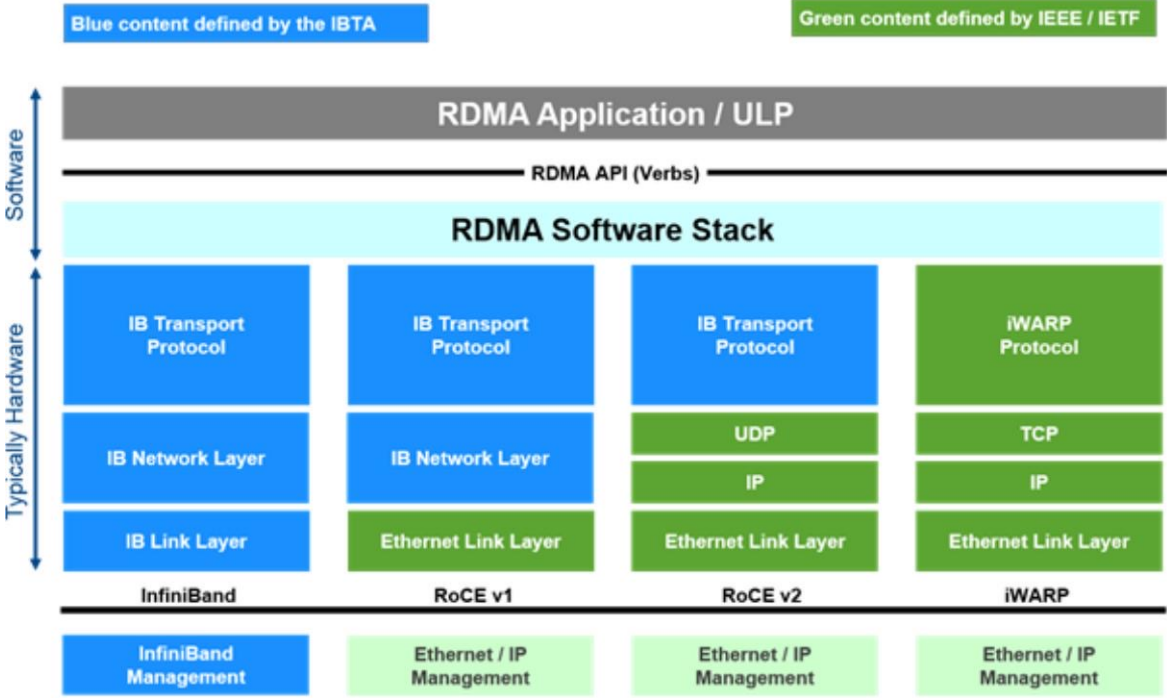 Blue content defined by the IBTA
Green content defined by IEEE / IETF
Software
RDMA Application / ULP
RDMA API (Verbs)
RDMA Software Stack
Typically Hardware
IB Transport
Protocol
IB Transport
Protocol
IB Transport
Protocol
iWARP
Protocol
IB Network Layer
IB Network Layer
UDP
TCP
IP
IP
IB Link Layer
Ethernet Link Layer
Ethernet Link Layer
Ethernet Link Layer
InfiniBand
RoCE v1
RoCE v2
iWARP
InfiniBand
Management
Ethernet / IP
Management
Ethernet / IP
Management
Ethernet / IP
Management